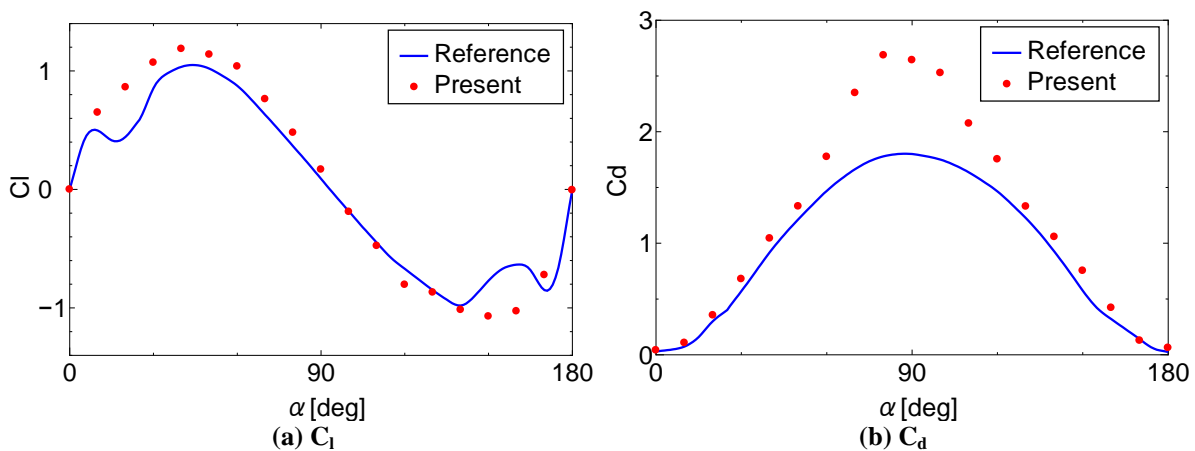 Reference
Present
1
0
−1
Cl
0
90
180
α [deg]
(a) Cl
Reference
Present
3
2
1
0
Cd
0
90
180
α [deg]
(b) Cd